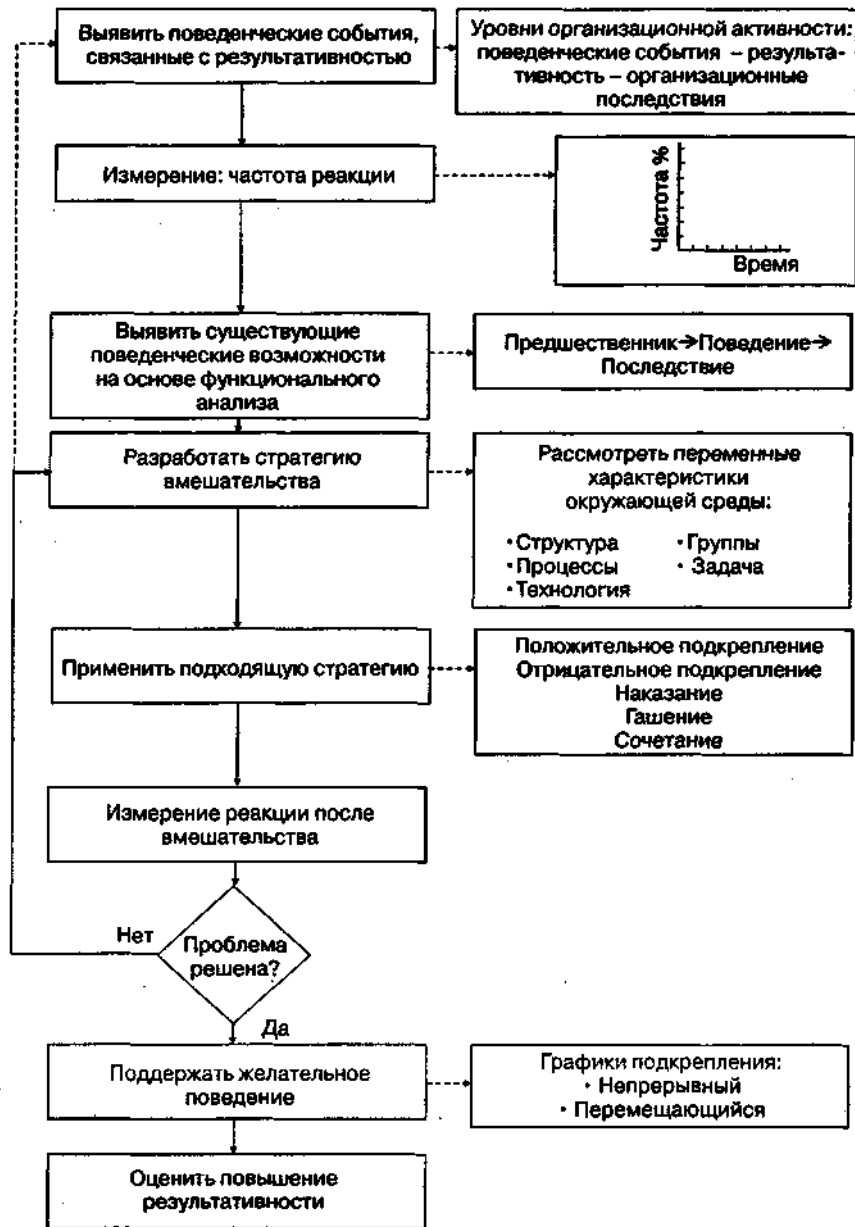 Выявить поведенческие события,
связанные с результативностью
Уровни организационной активности:
поведенческие события – результа-
тивность – организационные
последствия
Измерение: частота реакции
Частота %
Время
Выявить существующие
поведенческие возможности
на основе функционального
анализа
Предшественник→Поведение→
Последствие
Разработать стратегию
вмешательства
Рассмотреть переменные
характеристики
окружающей среды:
• Структура
• Группы
• Процессы
• Задача
• Технология
Применить подходящую стратегию
Положительное подкрепление
Отрицательное подкрепление
Наказание
Гашение
Сочетание
Измерение реакции после
вмешательства
Нет
Проблема
решена?
Да
Поддержать желательное
поведение
Графики подкрепления:
• Непрерывный
• Перемещающийся
Оценить повышение
результативности